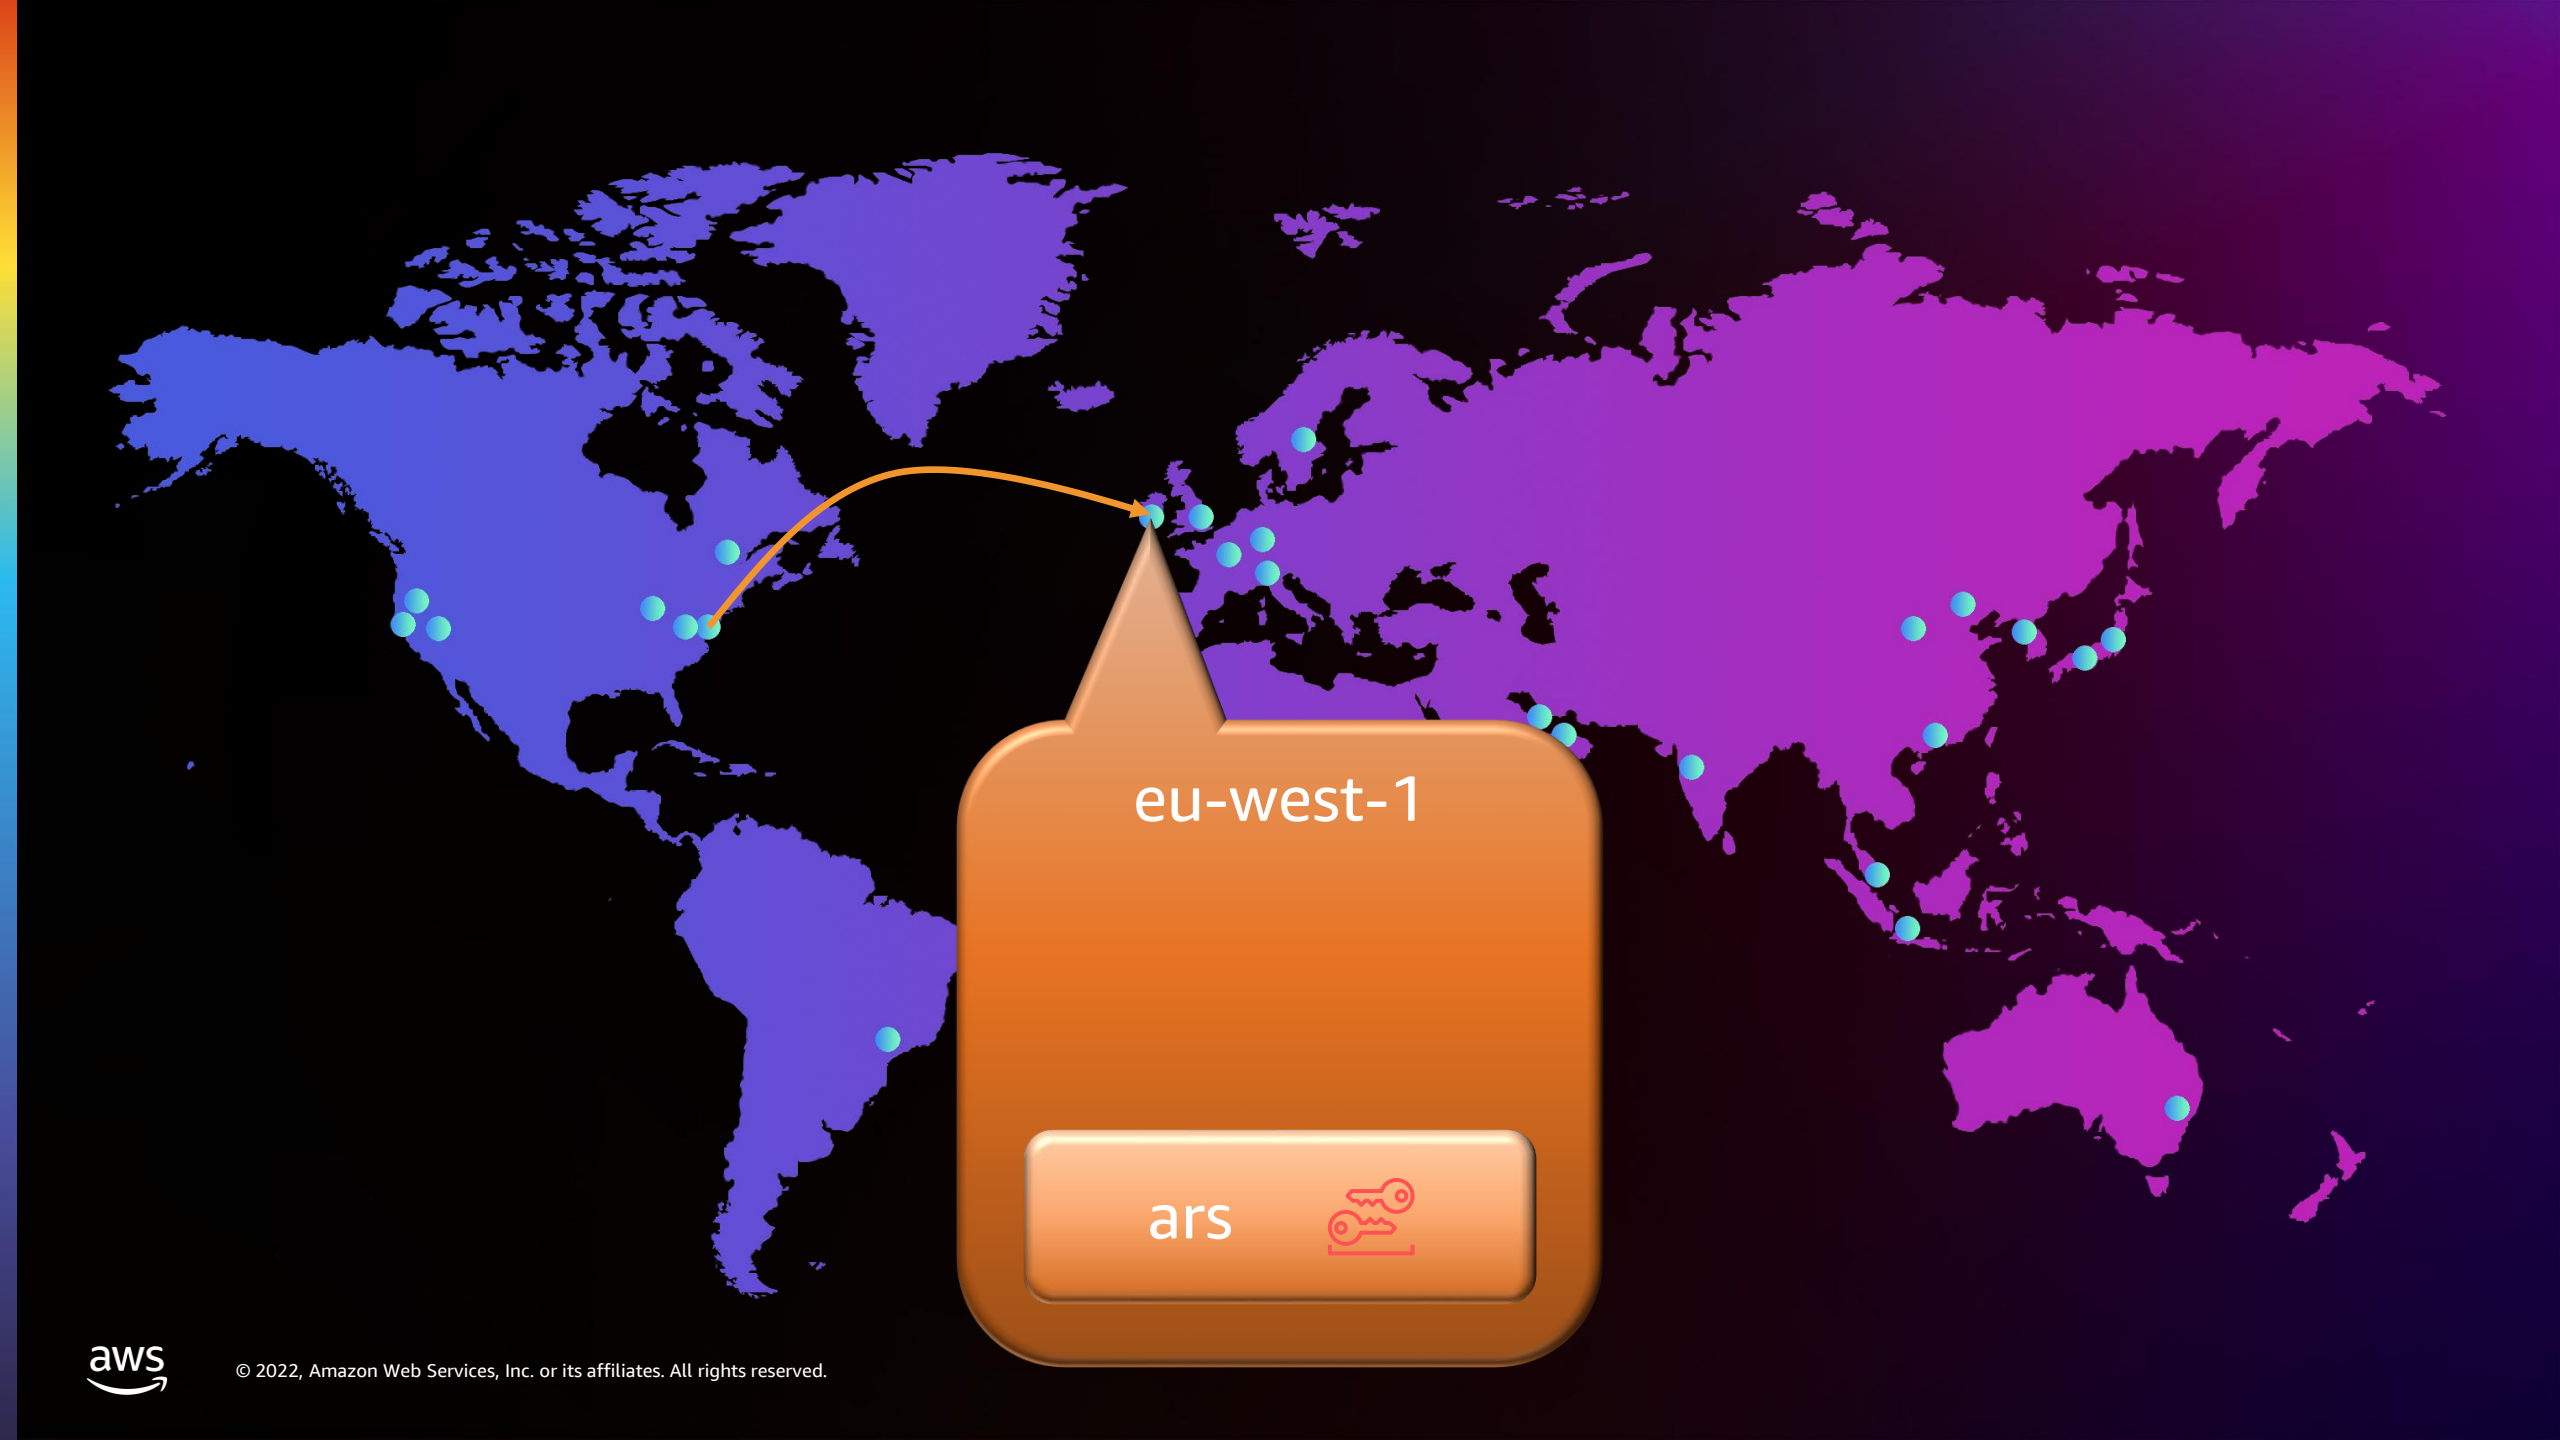 eu-west-1
ars
aws
© 2022, Amazon Web Services, Inc. or its affiliates. All rights reserved.